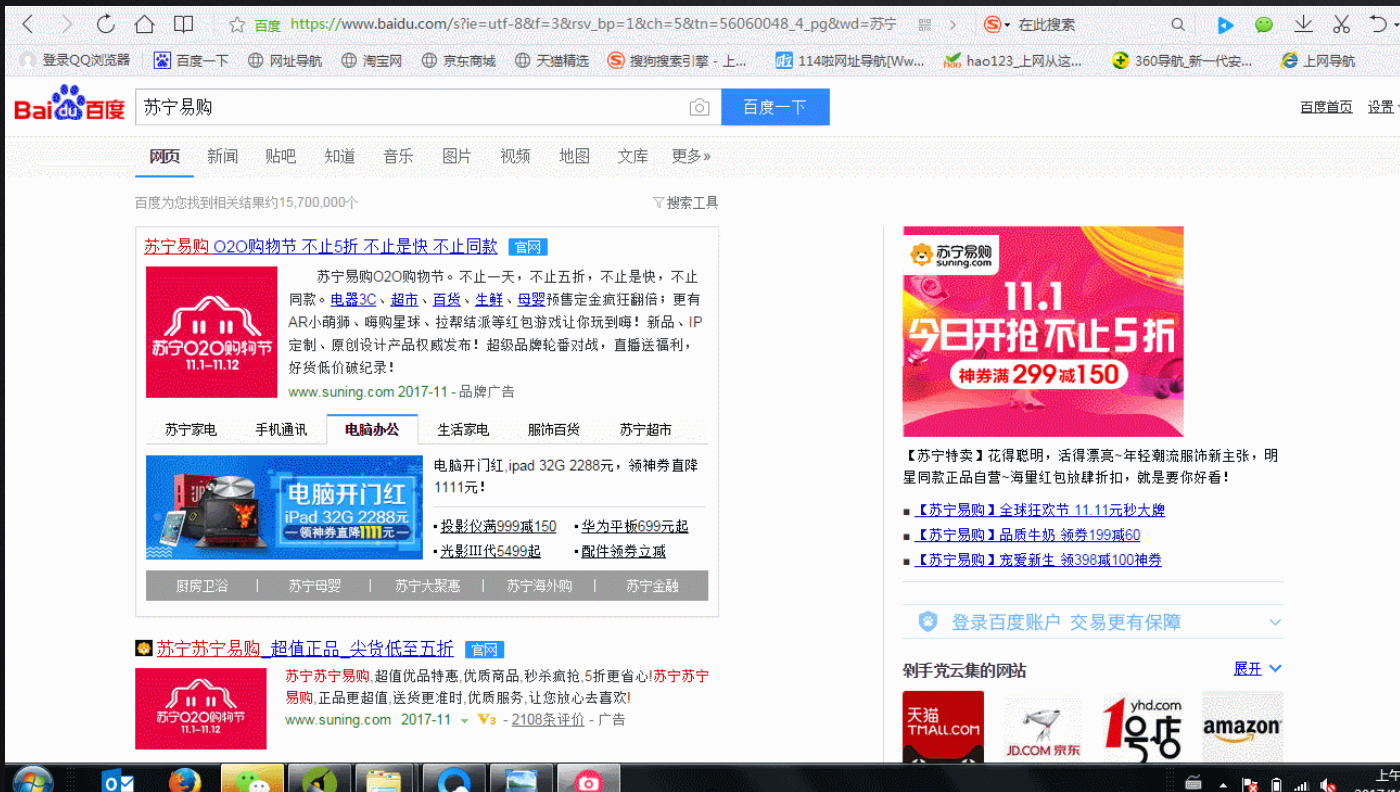 百度 https://www.baidu.com/s?ie=utf-8&f=3&rsv_bp=1&ch=5&tn=56060048_4_pg&wd=苏宁
在此搜索
登录QQ浏览器 百度一下 网址导航 淘宝网 京东商城 天猫精选 搜狗搜索引擎 - 上... 114啦网址导航[Ww... hao123_上网从这... 360导航_新一代安... 上网导航
Bai du 百度 苏宁易购 百度一下 百度首页 设置
网页 新闻 贴吧 知道 音乐 图片 视频 地图 文库 更多»
百度为您找到相关结果约15,700,000个 搜索工具
苏宁易购 O2O购物节 不止5折 不止是快 不止同款 官网
苏宁O2O购物节
11.1–11.12
苏宁易购O2O购物节。不止一天，不止五折，不止是快，不止
同款。电器3C、超市、百货、生鲜、母婴预售定金疯狂翻倍；更有
AR小萌狮、嗨购星球、拉帮结派等红包游戏让你玩到嗨！新品、IP
定制、原创设计产品权威发布！超级品牌轮番对战，直播送福利，
好货低价破纪录！
www.suning.com 2017-11 - 品牌广告
苏宁家电 手机通讯 电脑办公 生活家电 服饰百货 苏宁超市
电脑开门红
iPad 32G 2288元
领神券直降1111元
电脑开门红,ipad 32G 2288元，领神券直降
1111元！
▪ 投影仪满999减150 ▪ 华为平板699元起
▪ 光影III代5499起 ▪ 配件领券立减
厨房卫浴 | 苏宁母婴 | 苏宁大聚惠 | 苏宁海外购 | 苏宁金融
苏宁苏宁易购_超值正品_尖货低至五折 官网
苏宁O2O购物节
11.1–11.12
苏宁苏宁易购,超值优品特惠,优质商品,秒杀疯抢,5折更省心!苏宁苏宁
易购,正品更超值,送货更准时,优质服务,让您放心去喜欢!
www.suning.com 2017-11 V3 - 2108条评价 - 广告
苏宁易购
suning.com
11.1
今日开抢 不止5折
神券满299减150
【苏宁特卖】花得聪明，活得漂亮~年轻潮流服饰新主张，明
星同款正品自营~海量红包放肆折扣，就是要你好看！
【苏宁易购】全球狂欢节 11.11元秒大牌
【苏宁易购】品质牛奶 领券199减60
【苏宁易购】宠爱新生 领398减100神券
登录百度账户 交易更有保障
剁手党云集的网站 展开
天猫
TMALL.COM
JD.COM 京东
yhd.com
1号店
amazon
上午